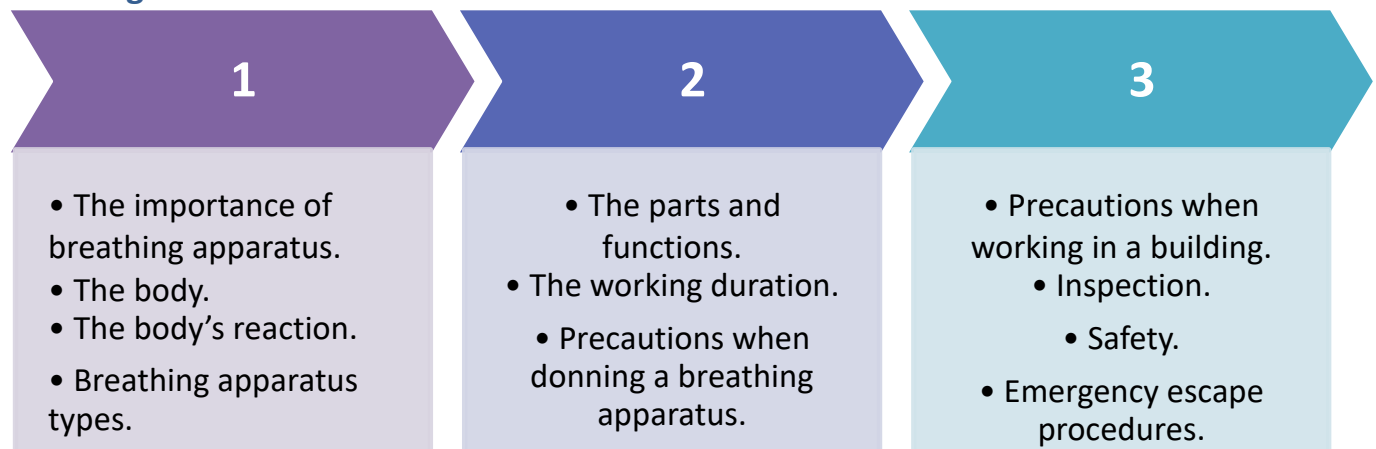 1
• The importance of
breathing apparatus.
• The body.
• The body’s reaction.
• Breathing apparatus
types.
2
• The parts and
functions.
• The working duration.
• Precautions when
donning a breathing
apparatus.
3
• Precautions when
working in a building.
• Inspection.
• Safety.
• Emergency escape
procedures.